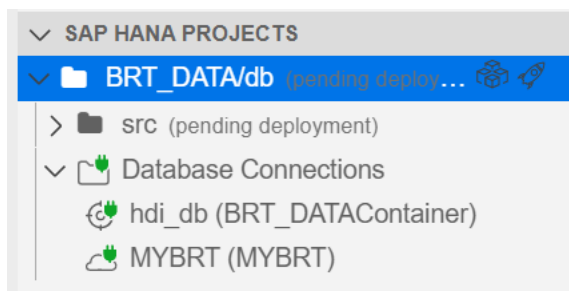 SAP HANA PROJECTS
BRT_DATA/db (pending deploy...
src (pending deployment)
Database Connections
hdi_db (BRT_DATAContainer)
MYBRT (MYBRT)